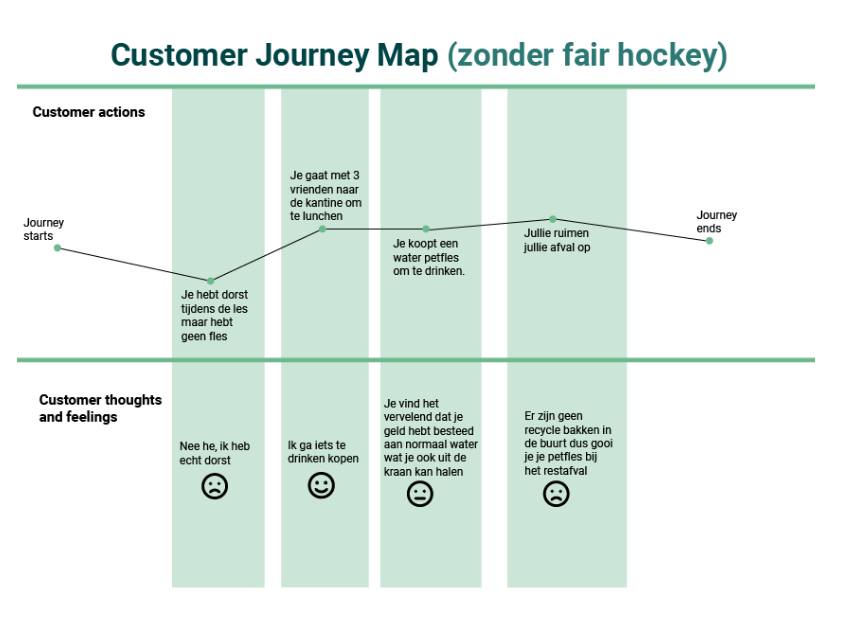 Customer Journey Map (zonder fair hockey)
Customer actions
Journey
starts
Je hebt dorst
tijdens de les
maar hebt
geen fles
Je gaat met 3
vrienden naar
de kantine om
te lunchen
Je koopt een
water petfles
om te drinken.
Jullie ruimen
jullie afval op
Journey
ends
Customer thoughts
and feelings
Nee he, ik heb
echt dorst
Ik ga iets te
drinken kopen
Je vind het
vervelend dat je
geld hebt besteed
aan normaal water
wat je ook uit de
kraan kan halen
Er zijn geen
recycle bakken in
de buurt dus gooi
je je petfles bij
het restafval